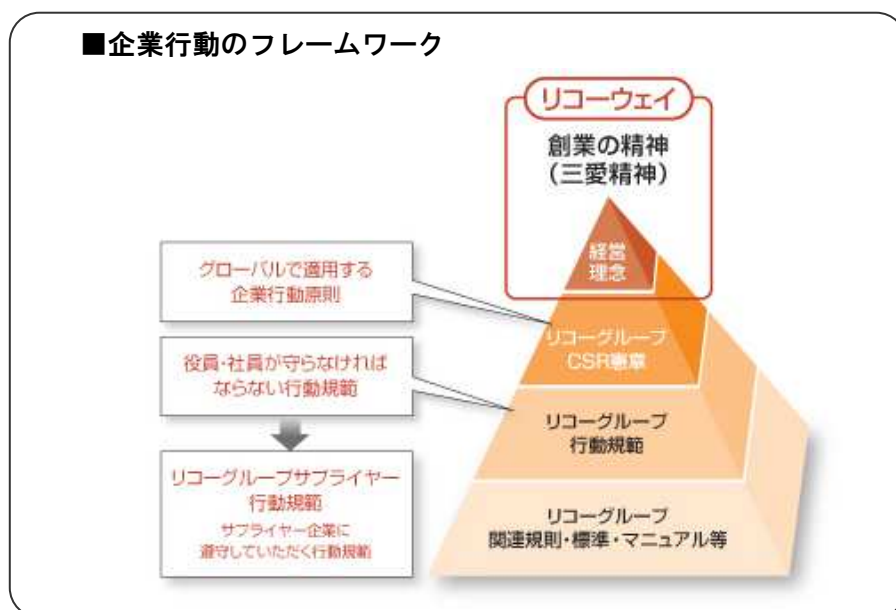 ■企業行動のフレームワーク
リコーウェイ
創業の精神
(三愛精神)
経営
理念
グローバルで適用する
企業行動原則
リコーグループ
CSR憲章
役員・社員が守らなければ
ならない行動規範
リコーグループ
行動規範
リコーグループサプライヤー
行動規範
サプライヤー企業に
遵守していただく行動規範
リコーグループ
関連規則・標準・マニュアル等